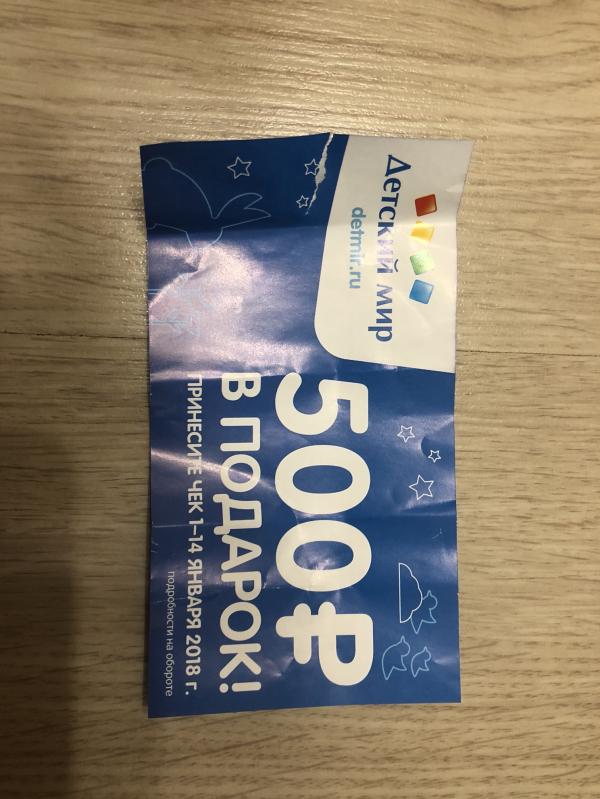 Детский мир
detmir.ru
500₽
В ПОДАРОК!
ПРИНЕСИТЕ ЧЕК 1–14 ЯНВАРЯ 2018 г.
подробности на обороте